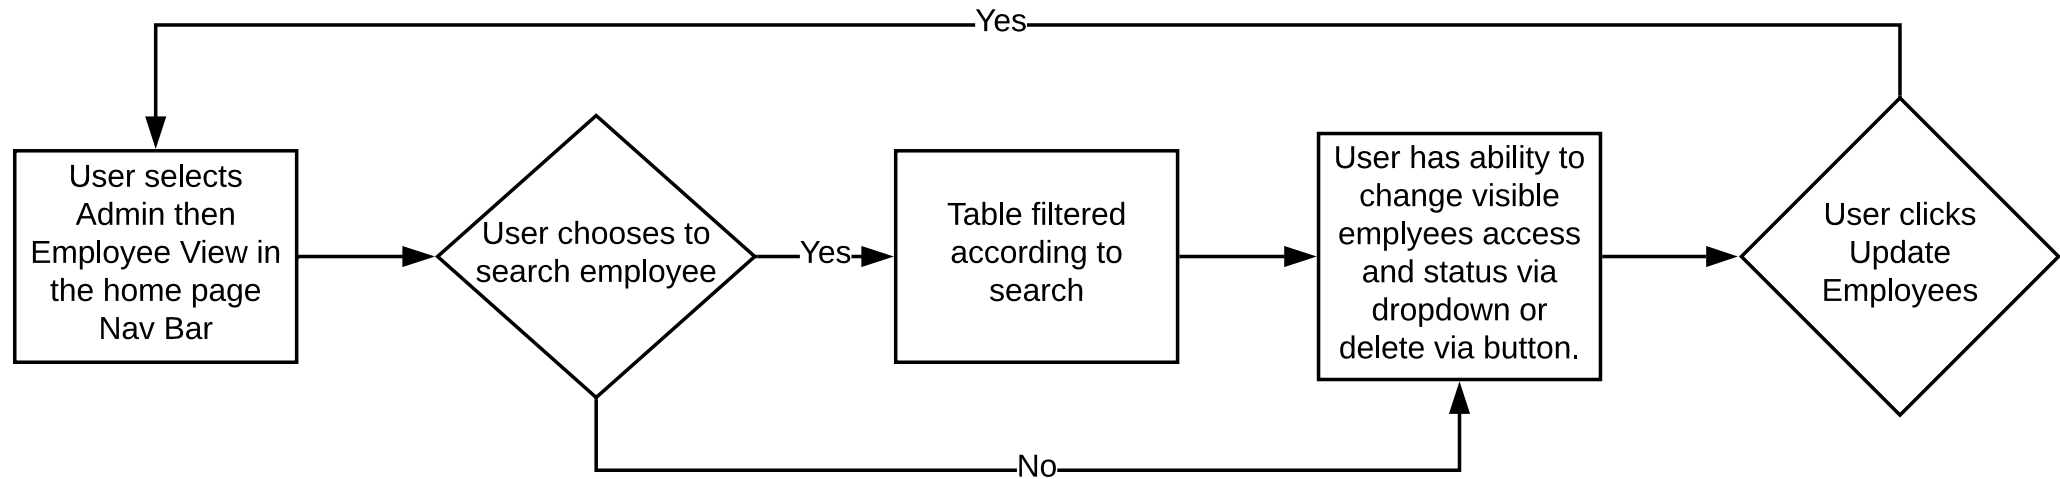 Yes
User selects
Admin then
Employee View in
the home page
Nav Bar
User chooses to
search employee
Yes
Table filtered
according to
search
User has ability to
change visible
emplyees access
and status via
dropdown or
delete via button.
User clicks
Update
Employees
No